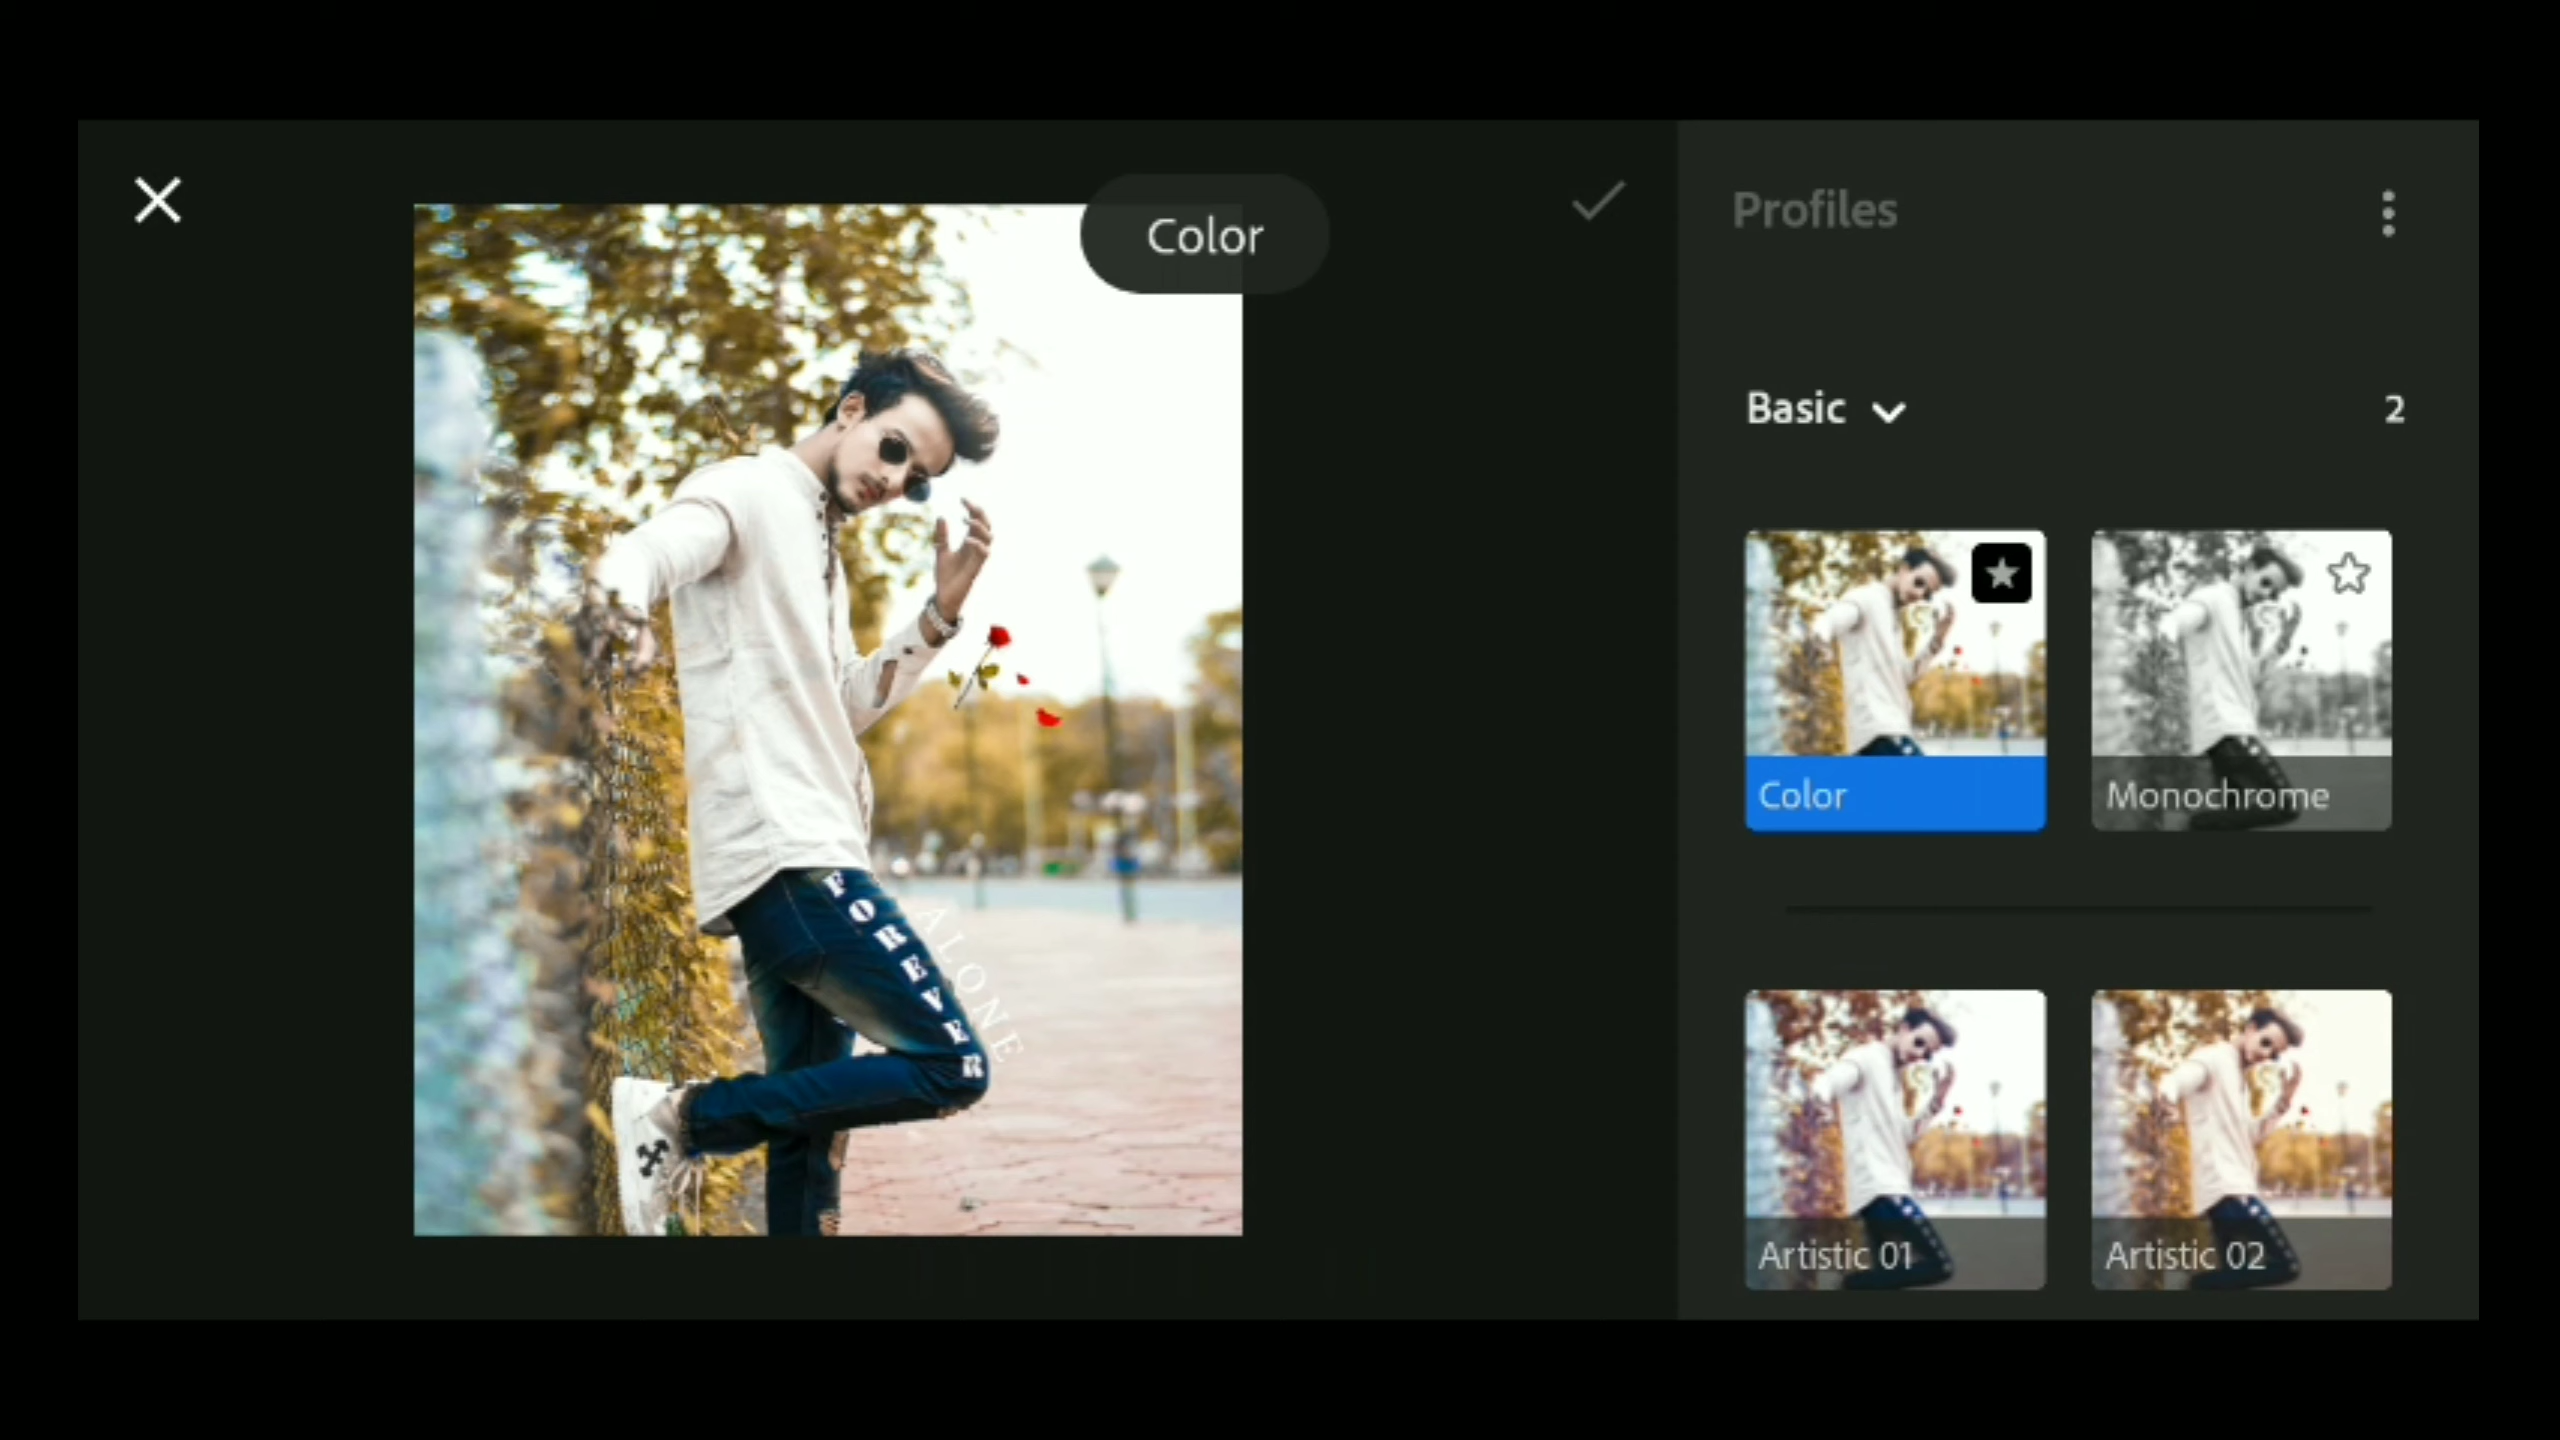 Color
Profiles
Basic
2
Color
Monochrome
FOREVER
ALONE
Artistic 01
Artistic 02